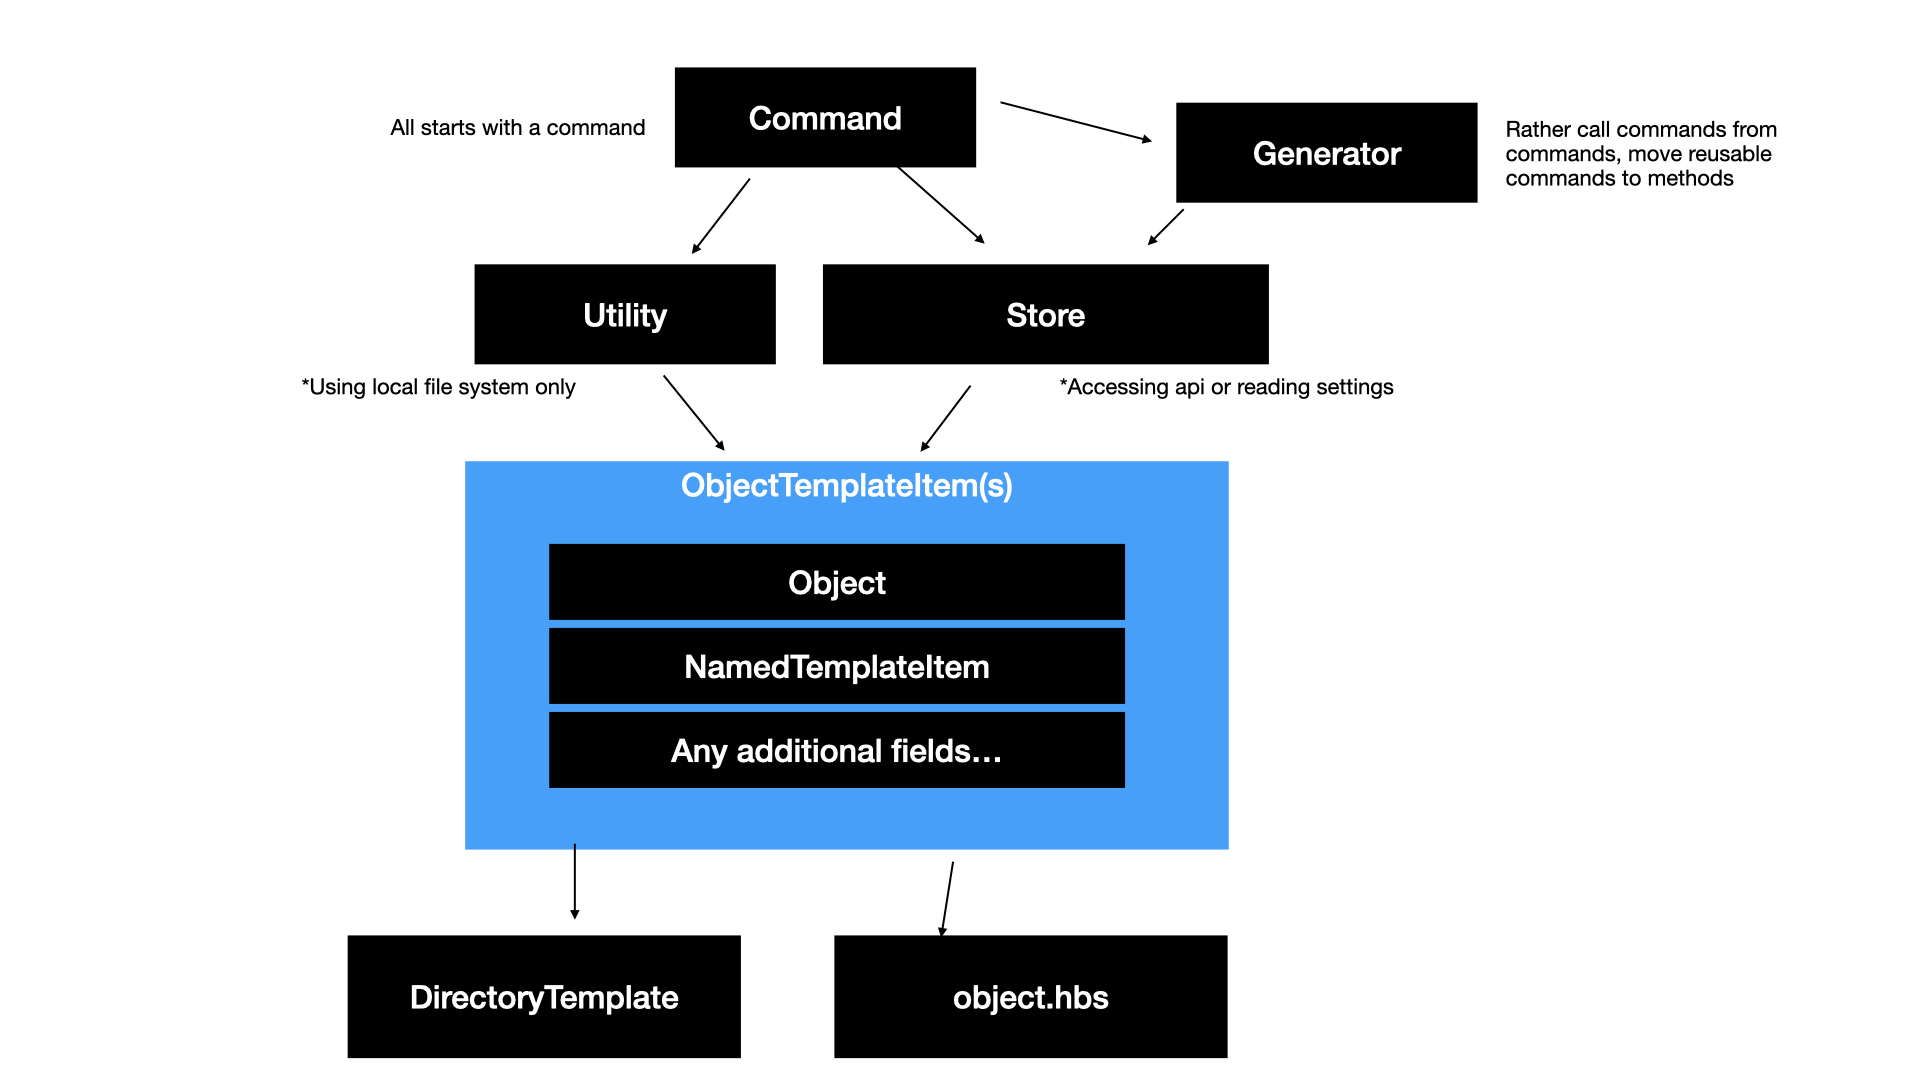 Command
All starts with a command
Generator
Rather call commands from
commands, move reusable
commands to methods
Utility
Store
*Using local file system only
*Accessing api or reading settings
ObjectTemplateItem(s)
Object
NamedTemplateItem
Any additional fields…
DirectoryTemplate
object.hbs